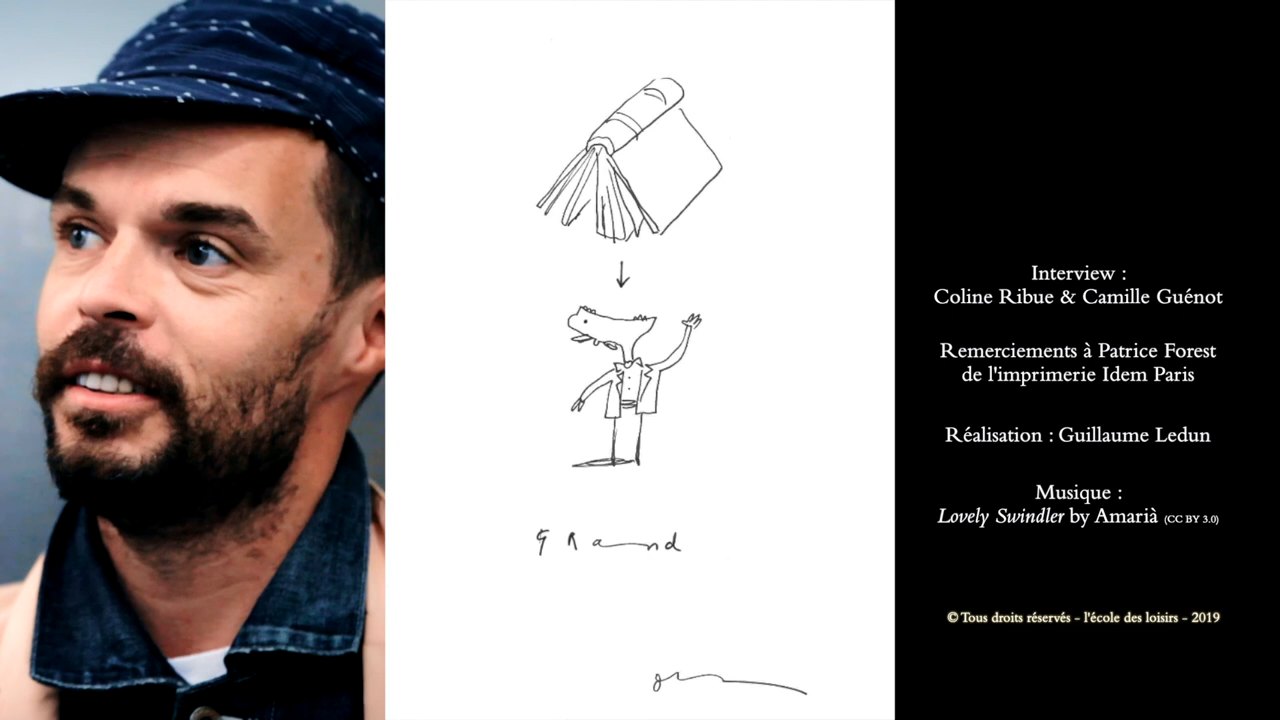 GRand
Interview :
Coline Ribue & Camille Guénot
Remerciements à Patrice Forest
de l'imprimerie Idem Paris
Réalisation : Guillaume Ledun
Musique :
Lovely Swindler by Amarià (CC BY 3.0)
© Tous droits réservés - l'école des loisirs - 2019